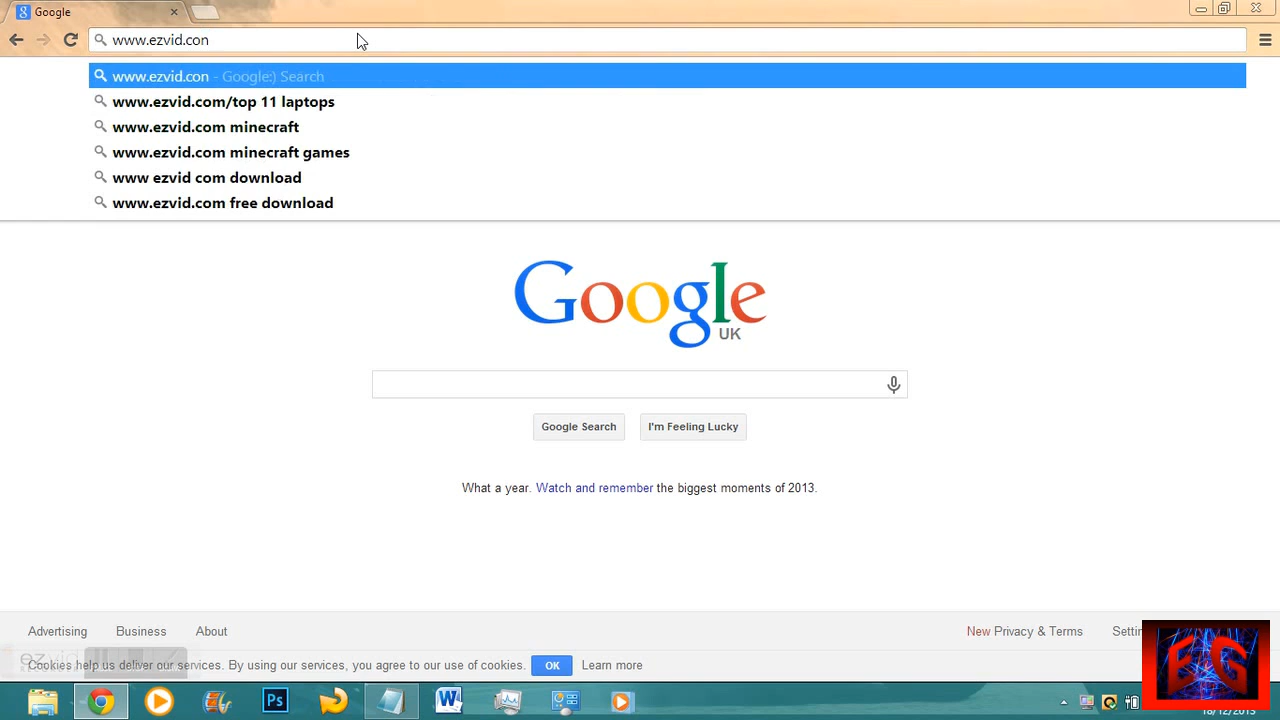 Google
www.ezvid.con
www.ezvid.con - Google:) Search
www.ezvid.com/top 11 laptops
www.ezvid.com minecraft
www.ezvid.com minecraft games
www ezvid com download
www.ezvid.com free download
Google
UK
Google Search
I'm Feeling Lucky
What a year. Watch and remember the biggest moments of 2013.
Advertising
Business
About
New Privacy & Terms
ezvid
Cookies help us deliver our services. By using our services, you agree to our use of cookies.
OK
Learn more
Ps
W
EG
18/12/2013